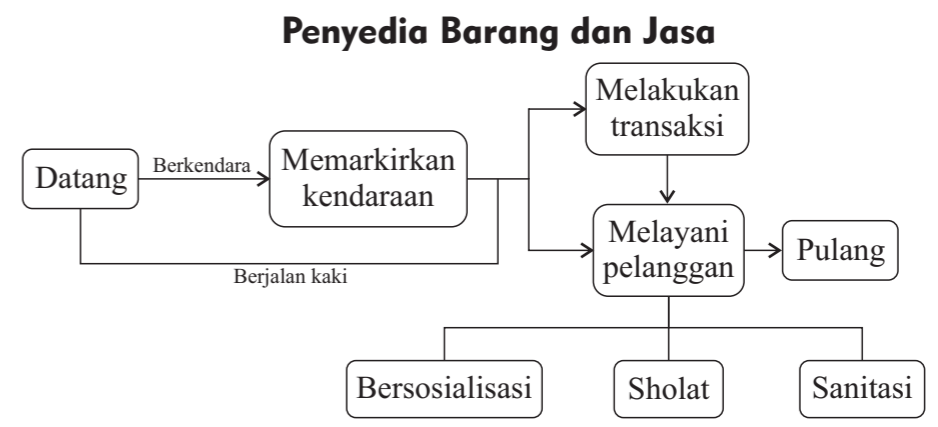 Penyedia Barang dan Jasa
Datang
Berkendara
Memarkirkan
kendaraan
Berjalan kaki
Melakukan
transaksi
Melayani
pelanggan
Pulang
Bersosialisasi
Sholat
Sanitasi